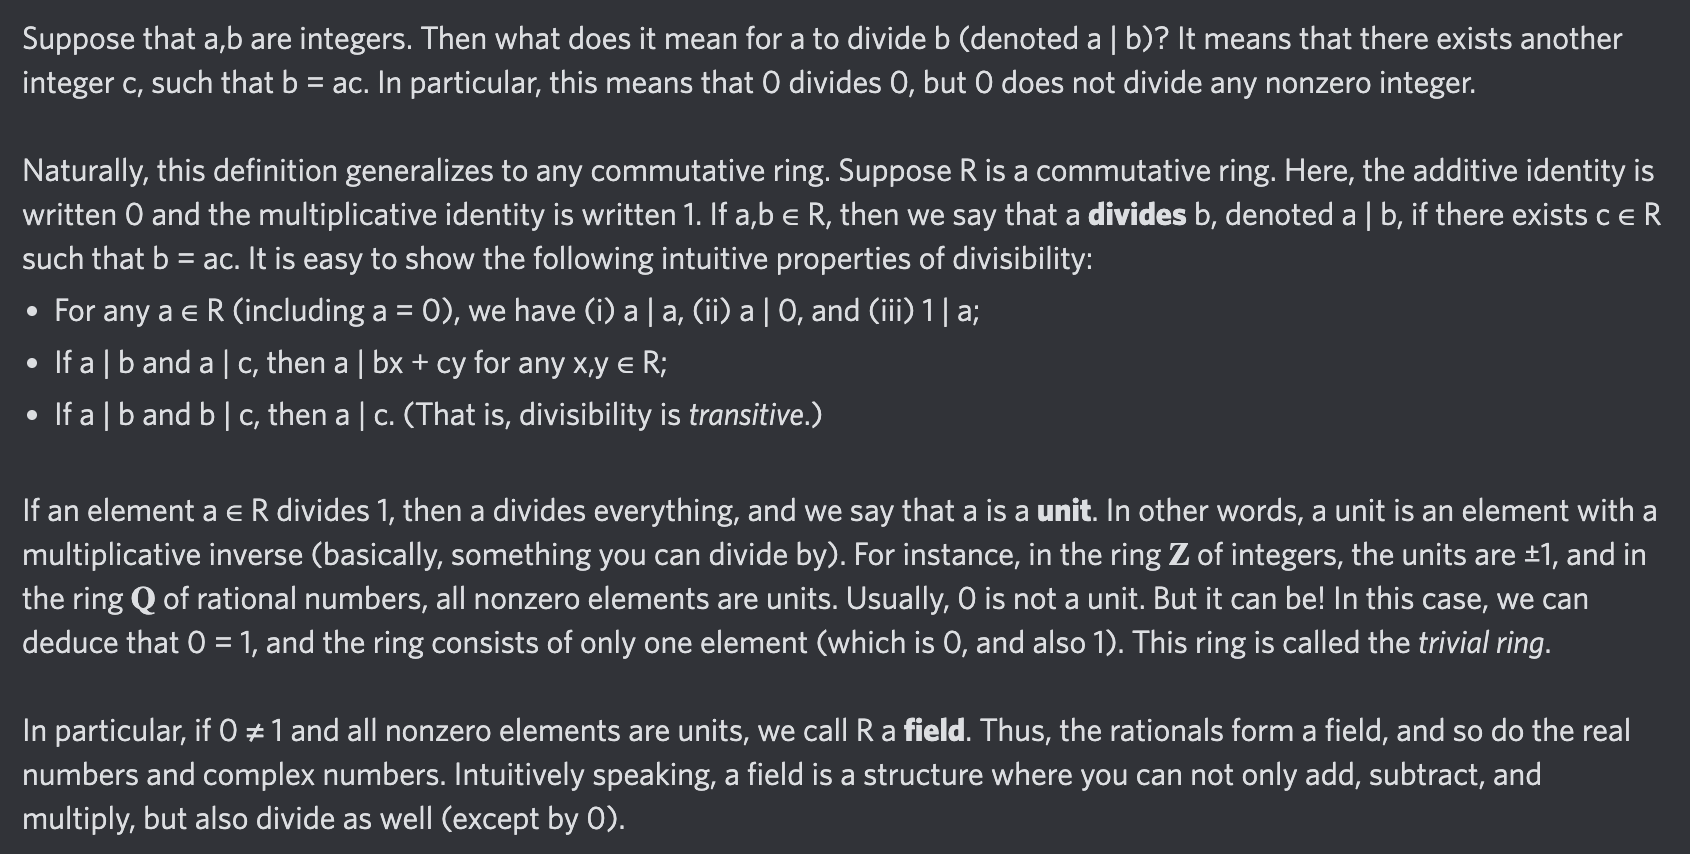 Suppose that a,b are integers. Then what does it mean for a to divide b (denoted a | b)? It means that there exists another
integer c, such that b = ac. In particular, this means that 0 divides 0, but 0 does not divide any nonzero integer.
Naturally, this definition generalizes to any commutative ring. Suppose R is a commutative ring. Here, the additive identity is
written 0 and the multiplicative identity is written 1. If a,b ∈ R, then we say that a divides b, denoted a | b, if there exists c ∈ R
such that b = ac. It is easy to show the following intuitive properties of divisibility:
• For any a ∈ R (including a = 0), we have (i) a | a, (ii) a | 0, and (iii) 1 | a;
• If a | b and a | c, then a | bx + cy for any x,y ∈ R;
• If a | b and b | c, then a | c. (That is, divisibility is transitive.)
If an element a ∈ R divides 1, then a divides everything, and we say that a is a unit. In other words, a unit is an element with a
multiplicative inverse (basically, something you can divide by). For instance, in the ring Z of integers, the units are ±1, and in
the ring Q of rational numbers, all nonzero elements are units. Usually, 0 is not a unit. But it can be! In this case, we can
deduce that 0 = 1, and the ring consists of only one element (which is 0, and also 1). This ring is called the trivial ring.
In particular, if 0 ≠ 1 and all nonzero elements are units, we call R a field. Thus, the rationals form a field, and so do the real
numbers and complex numbers. Intuitively speaking, a field is a structure where you can not only add, subtract, and
multiply, but also divide as well (except by 0).